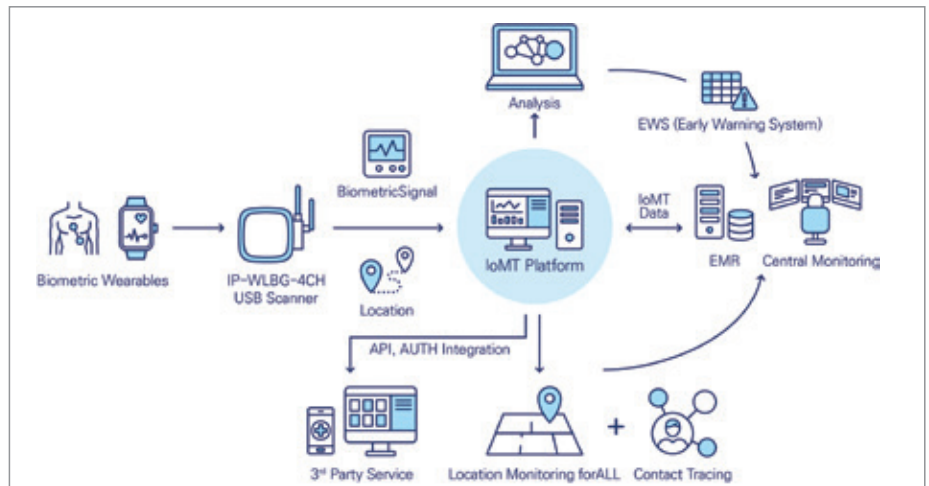 Analysis
EWS (Early Warning System)
BiometricSignal
IoMT
Data
Biometric Wearables
IP-WLBG-4CH
USB Scanner
Location
IoMT Platform
EMR
Central Monitoring
API, AUTH Integration
3rd Party Service
Location Monitoring forALL
+
Contact Tracing